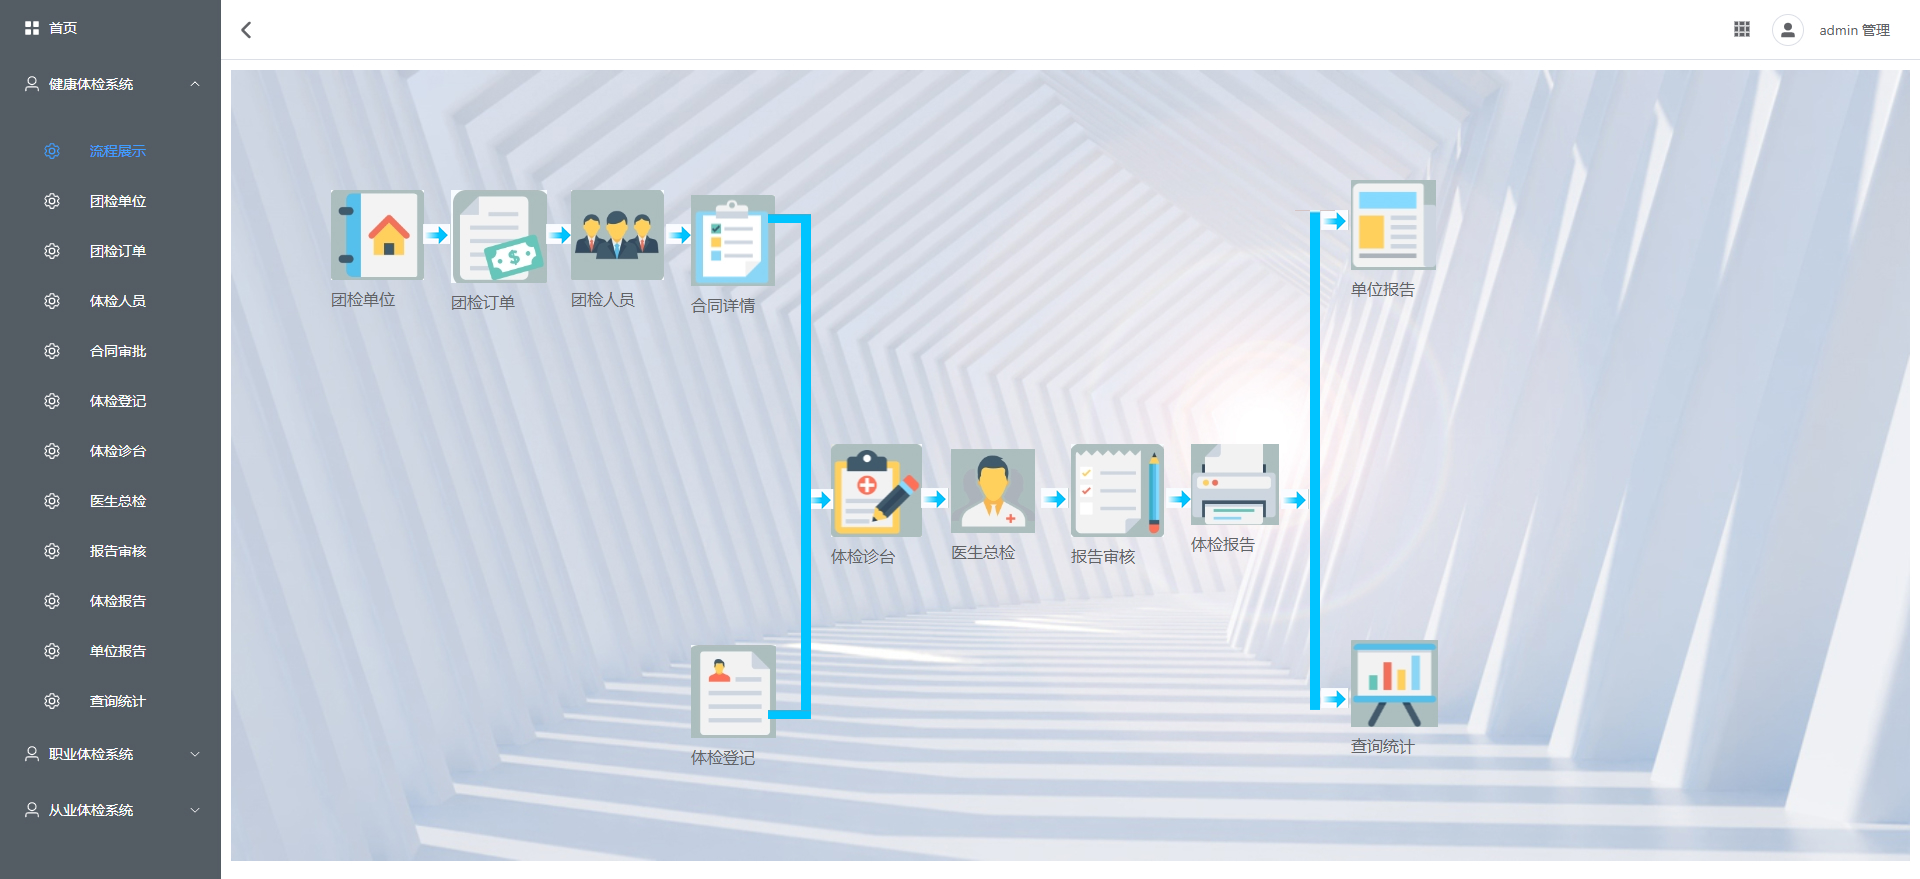 首页
健康体检系统
流程展示
团检单位
团检订单
体检人员
合同审批
体检登记
体检诊台
医生总检
报告审核
体检报告
单位报告
查询统计
职业体检系统
从业体检系统
admin 管理
团检单位
团检订单
团检人员
合同详情
单位报告
体检诊台
医生总检
报告审核
体检报告
体检登记
查询统计